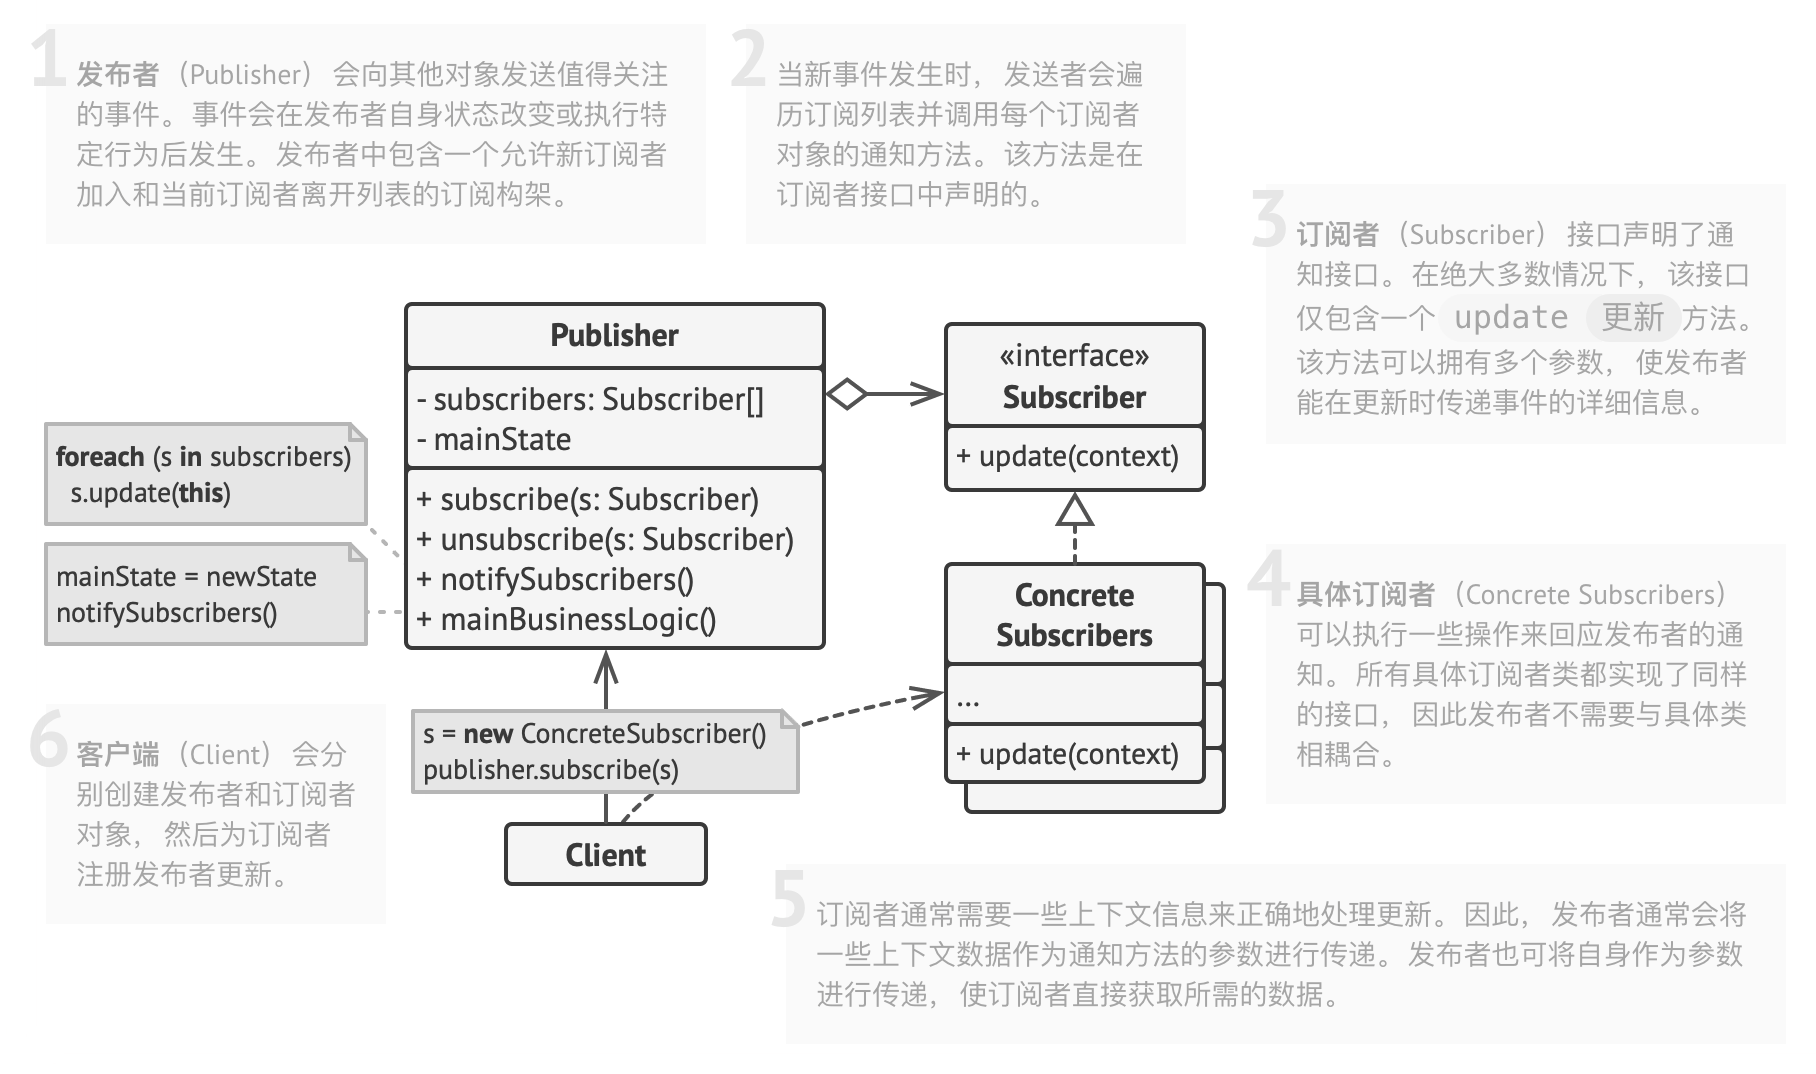 1
发布者 （Publisher） 会向其他对象发送值得关注
的事件。 事件会在发布者自身状态改变或执行特
定行为后发生。 发布者中包含一个允许新订阅者
加入和当前订阅者离开列表的订阅构架。
2
当新事件发生时， 发送者会遍
历订阅列表并调用每个订阅者
对象的通知方法。 该方法是在
订阅者接口中声明的。
3
订阅者 （Subscriber） 接口声明了通
知接口。 在绝大多数情况下， 该接口
仅包含一个 update 更新 方法。
该方法可以拥有多个参数， 使发布者
能在更新时传递事件的详细信息。
Publisher
- subscribers: Subscriber[]
- mainState
+ subscribe(s: Subscriber)
+ unsubscribe(s: Subscriber)
+ notifySubscribers()
+ mainBusinessLogic()
«interface»
Subscriber
+ update(context)
foreach (s in subscribers)
s.update(this)
mainState = newState
notifySubscribers()
Concrete
Subscribers
...
+ update(context)
4
具体订阅者 （Concrete Subscribers）
可以执行一些操作来回应发布者的通
知。 所有具体订阅者类都实现了同样
的接口， 因此发布者不需要与具体类
相耦合。
6
客户端 （Client） 会分
别创建发布者和订阅者
对象， 然后为订阅者
注册发布者更新。
s = new ConcreteSubscriber()
publisher.subscribe(s)
Client
5
订阅者通常需要一些上下文信息来正确地处理更新。 因此， 发布者通常会将
一些上下文数据作为通知方法的参数进行传递。 发布者也可将自身作为参数
进行传递， 使订阅者直接获取所需的数据。